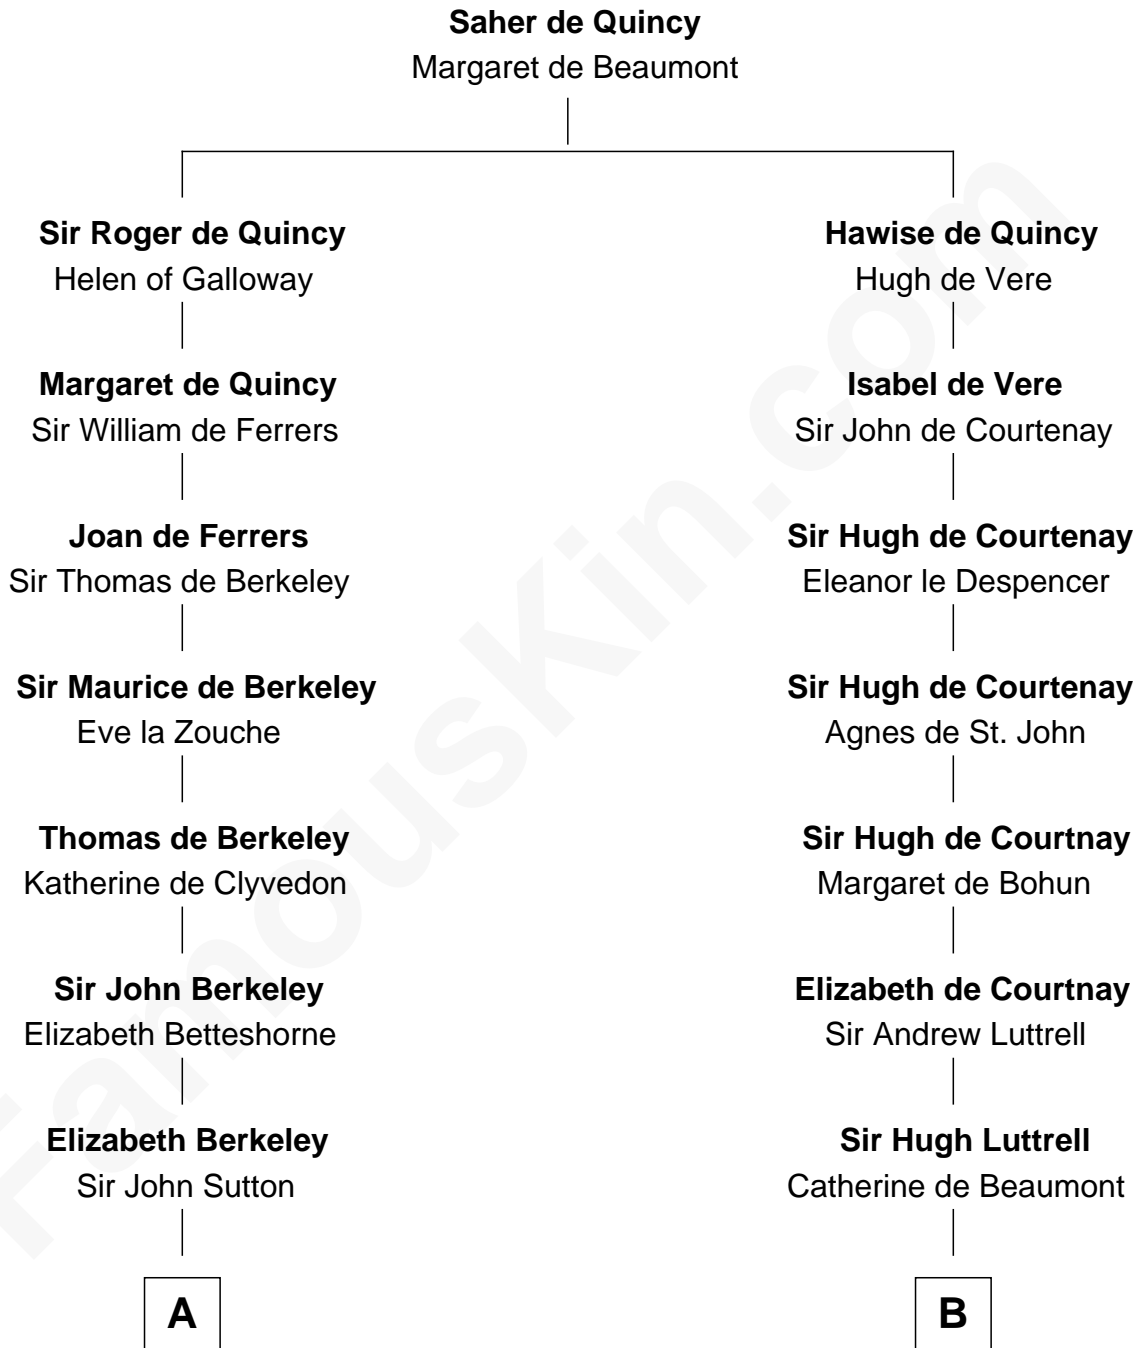 Saher de Quincy
Margaret de Beaumont
Sir Roger de Quincy
Helen of Galloway
Hawise de Quincy
Hugh de Vere
Margaret de Quincy
Sir William de Ferrers
Isabel de Vere
Sir John de Courtenay
Joan de Ferrers
Sir Thomas de Berkeley
Sir Hugh de Courtenay
Eleanor le Despencer
Sir Maurice de Berkeley
Eve la Zouche
Sir Hugh de Courtenay
Agnes de St. John
Thomas de Berkeley
Katherine de Clyvedon
Sir Hugh de Courtnay
Margaret de Bohun
Sir John Berkeley
Elizabeth Betteshorne
Elizabeth de Courtnay
Sir Andrew Luttrell
Elizabeth Berkeley
Sir John Sutton
Sir Hugh Luttrell
Catherine de Beaumont
A
B
FamousKin.com